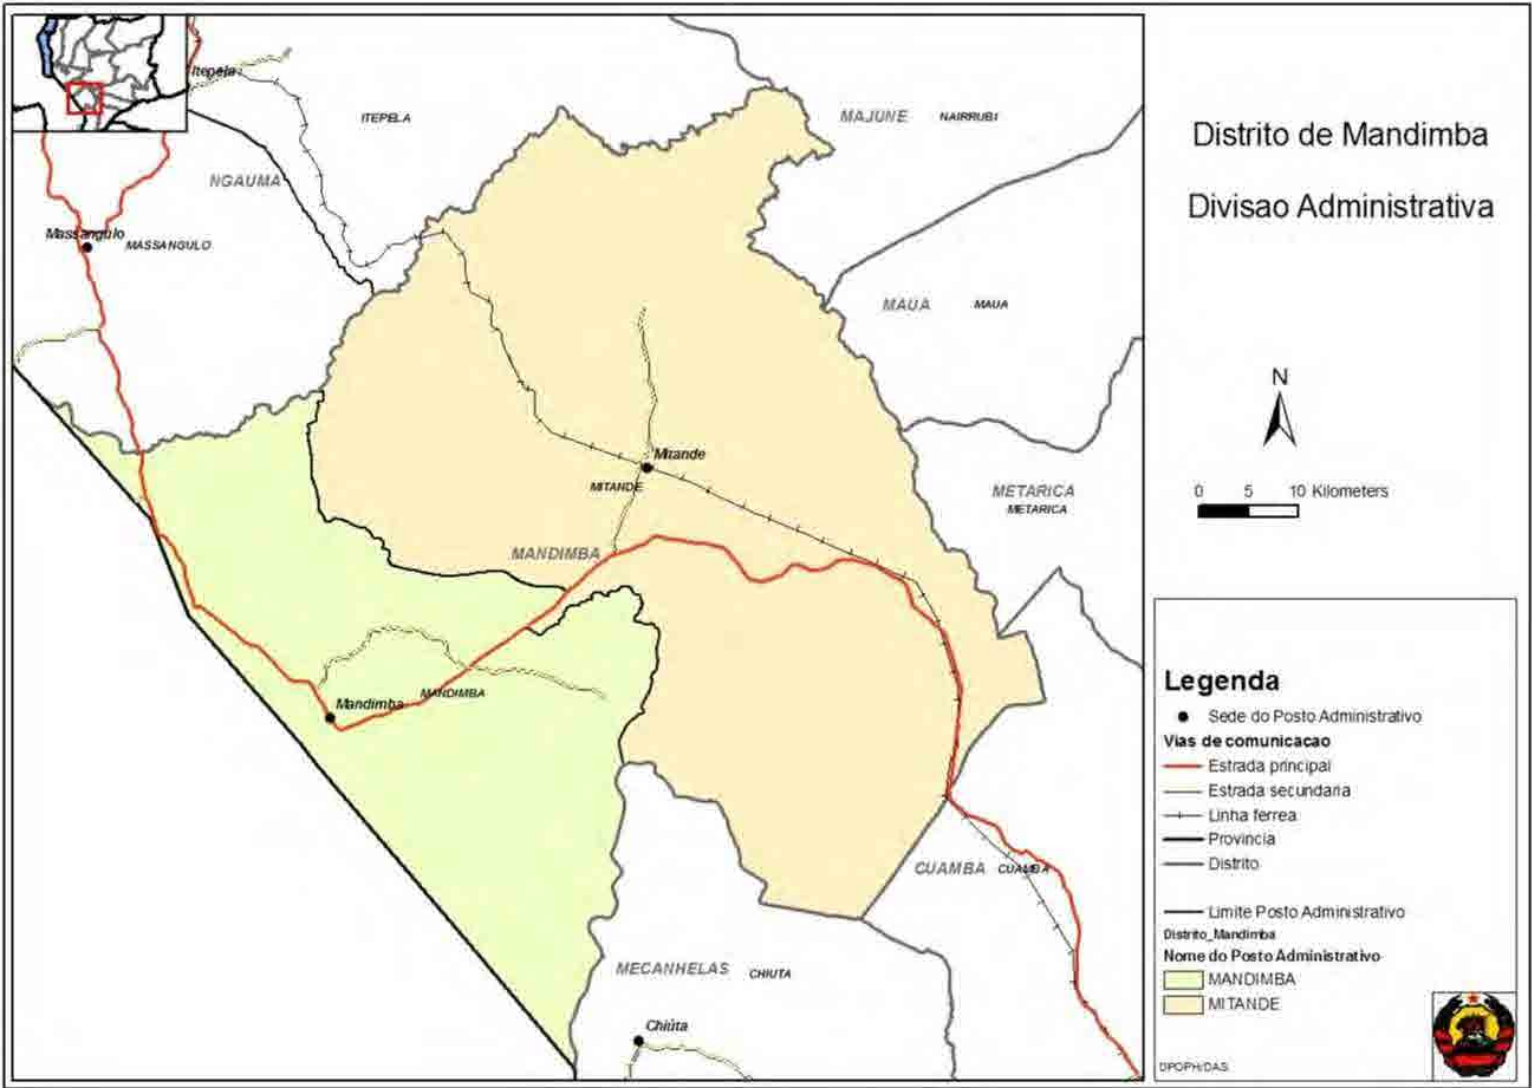 Distrito de Mandimba
Divisao Administrativa
Itepela
ITEPELA
MAJUNE
NAIRRUBI
NGAUMA
Massangulo
MASSANGULO
MAUA
MAUA
N
0 5 10 Kilometers
Mitande
MITANDE
METARICA
METARICA
MANDIMBA
Mandimba
MANDIMBA
CUAMBA
CUAMBA
MECANHELAS
CHIUTA
Chiúta
Legenda
Sede do Posto Administrativo
Vias de comunicacao
Estrada principal
Estrada secundaria
Linha ferrea
Provincia
Distrito
Limite Posto Administrativo
Distrito_Mandimba
Nome do Posto Administrativo
MANDIMBA
MITANDE
DPOPH/DAS